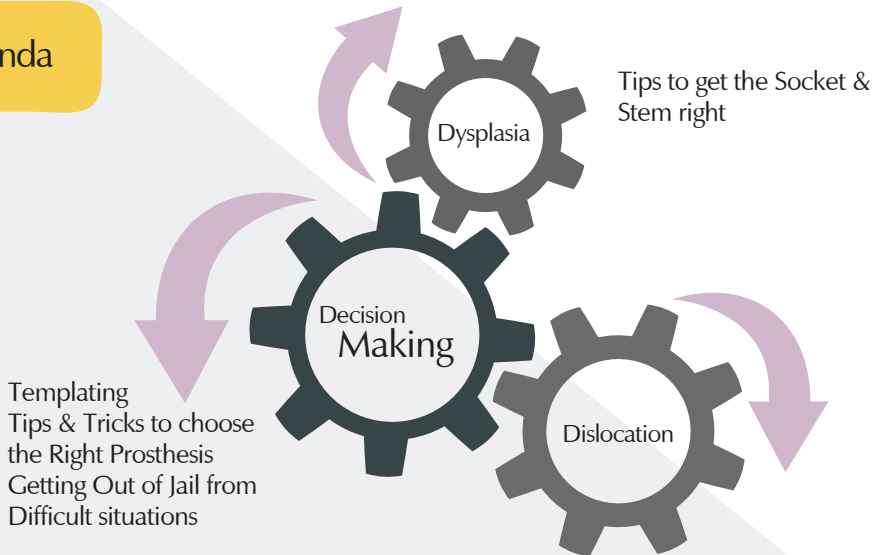 Dysplasia
Tips to get the Socket &
Stem right
Decision
Making
Templating
Tips & Tricks to choose
the Right Prosthesis
Getting Out of Jail from
Difficult situations
Dislocation